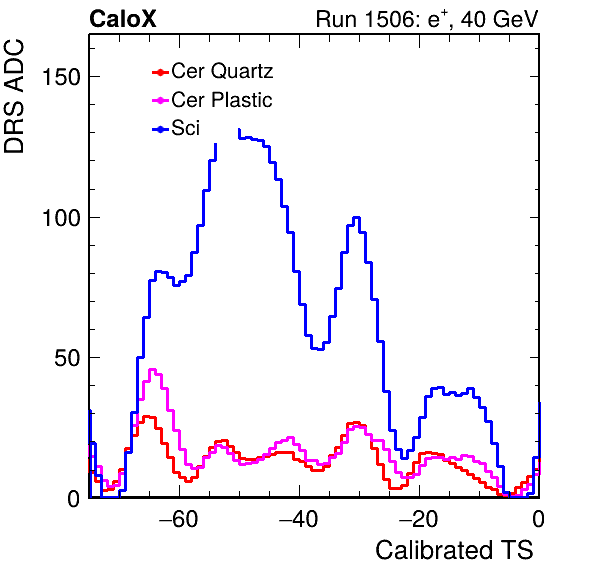 CaloX Run 1506: e⁺, 40 GeV
DRS ADC
150
100
50
0
Cer Quartz
Cer Plastic
Sci
−60 −40 −20 0
Calibrated TS